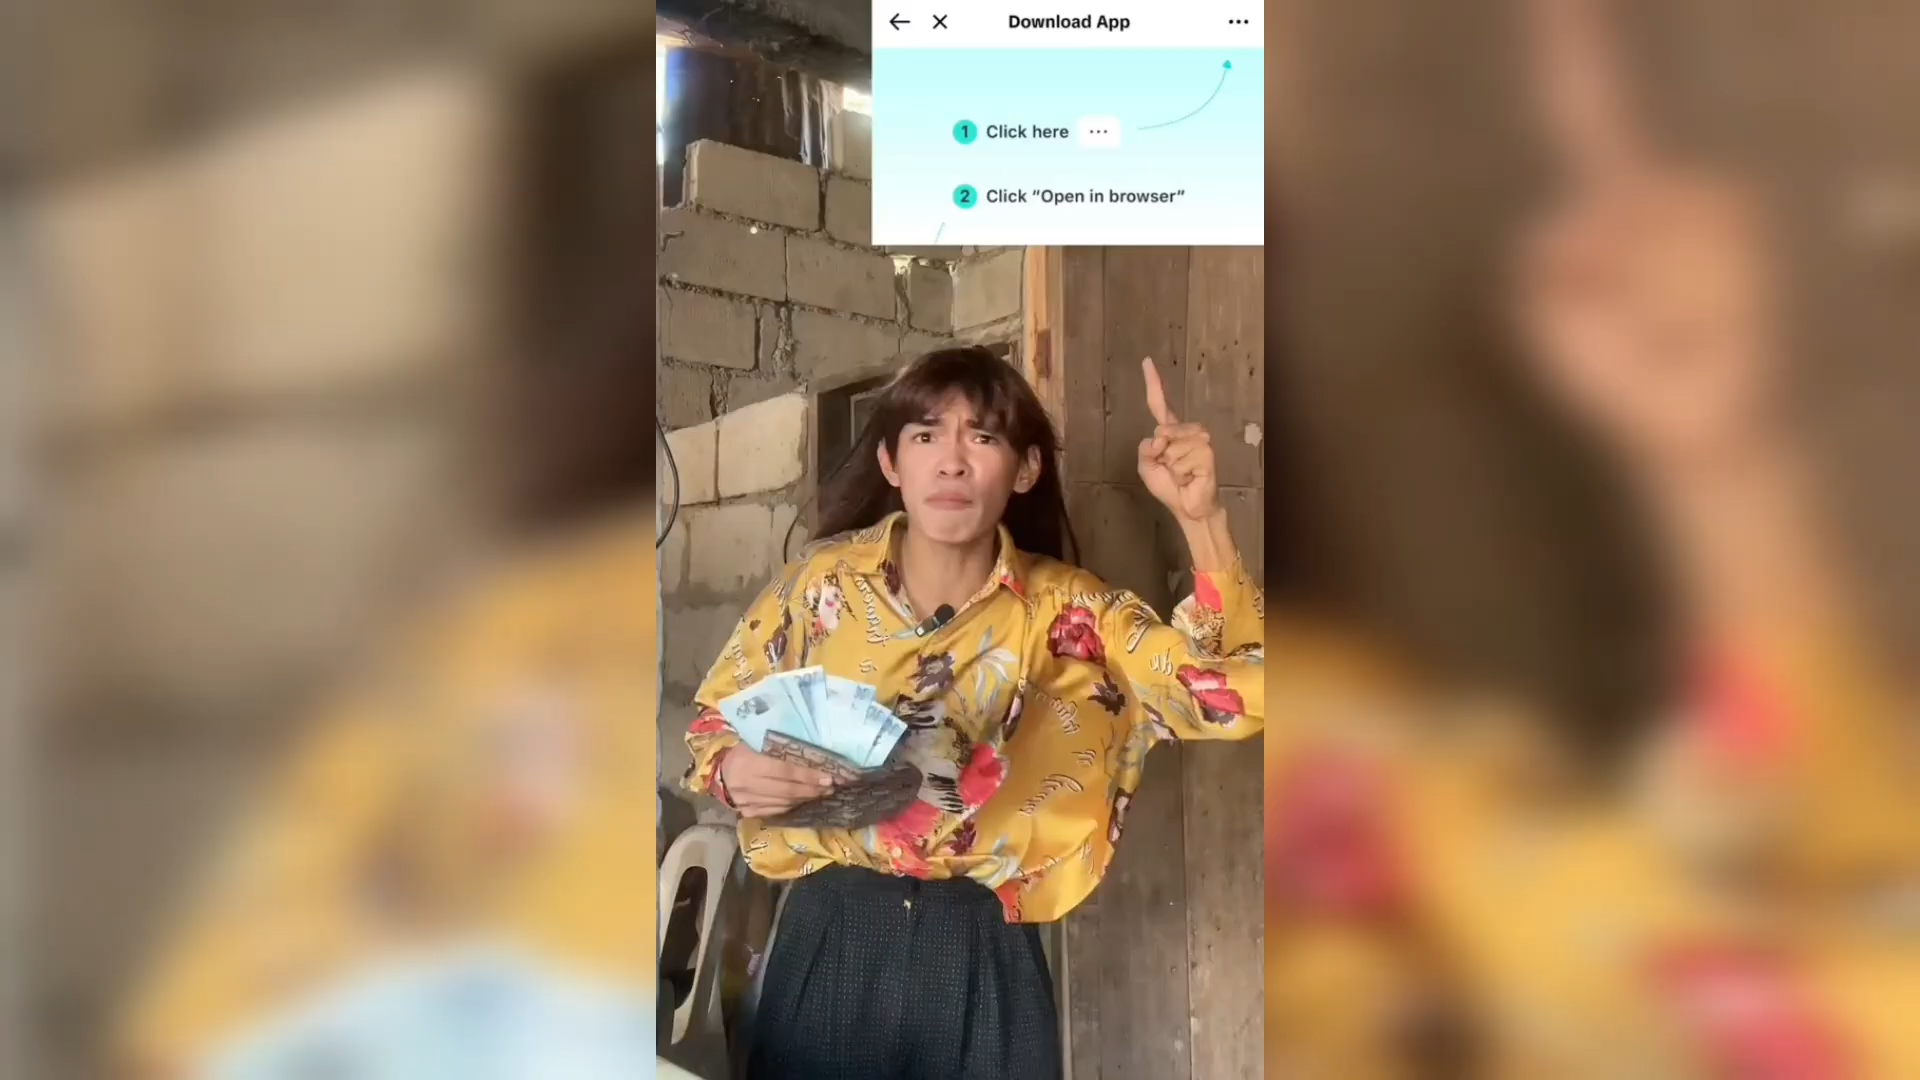 Download App
1 Click here ...
2 Click “Open in browser”